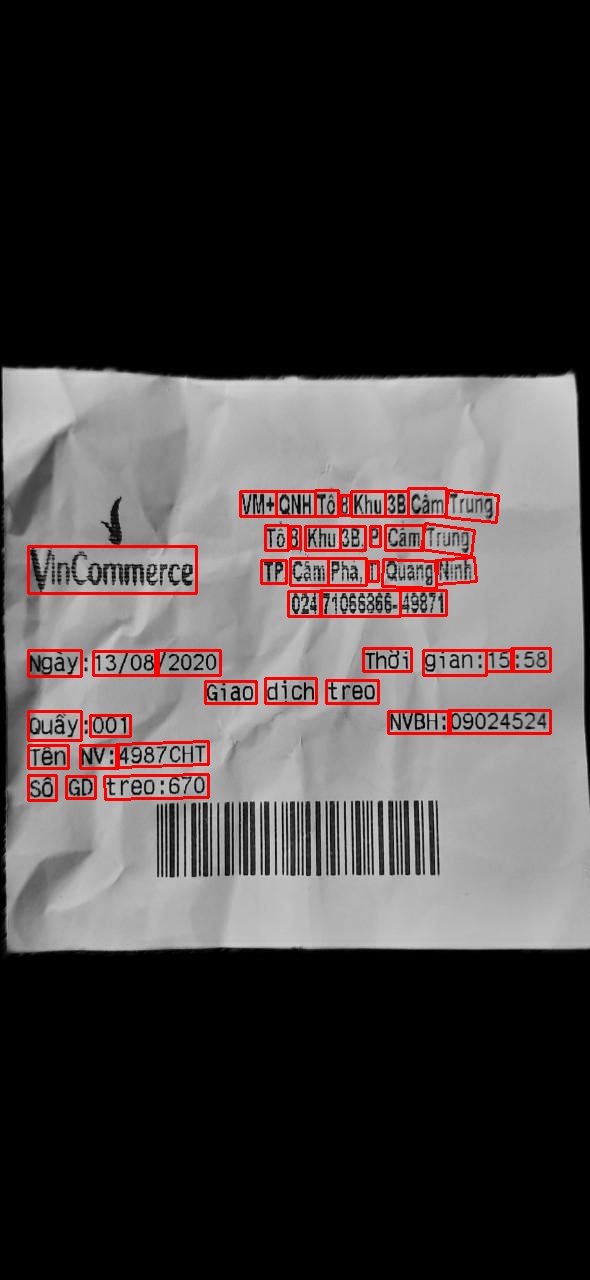 VM+ QNH Tổ 8 Khu 3B Cẩm Trung
Tổ 8 Khu 3B, P Cẩm Trung
VinCommerce
TP Cẩm Phả, T Quảng Ninh
024 71066866-49871
Ngày:13/08/2020 Thời gian:15:58
Giao dịch treo
Quầy:001 NVBH:09024524
Tên NV:4987CHT
Số GD treo:670